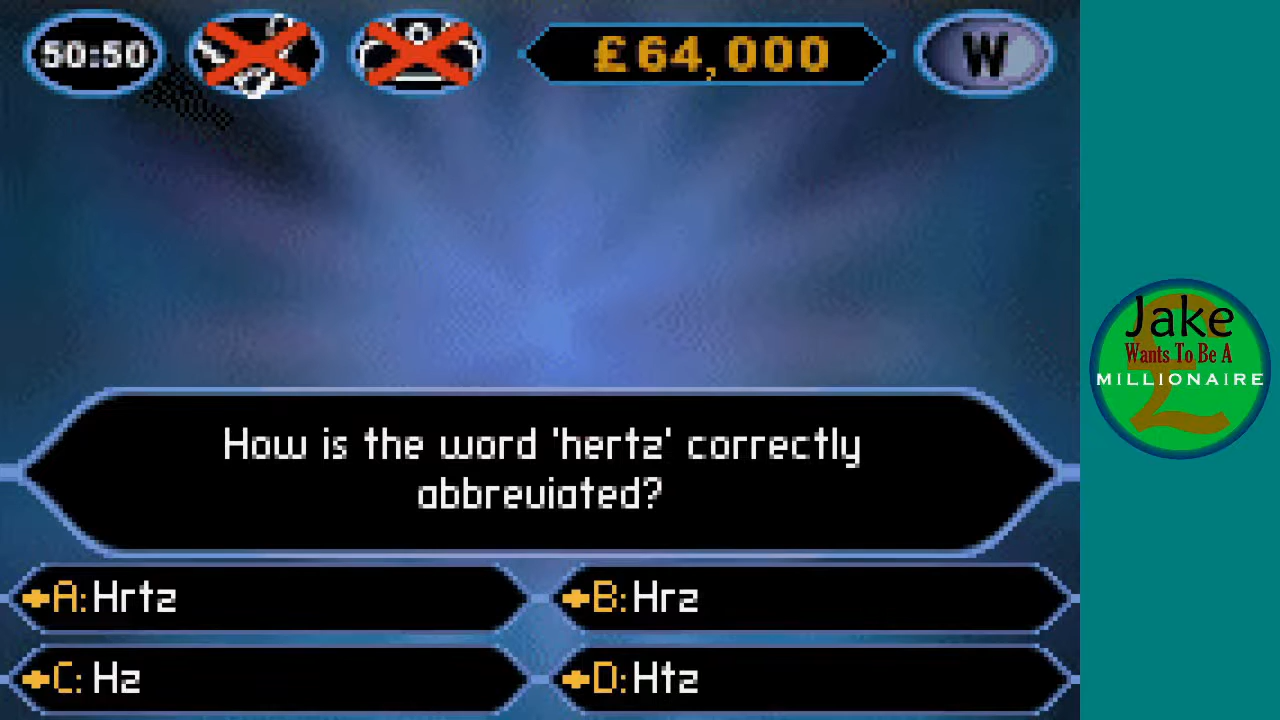 50:50
£64,000
W
How is the word 'hertz' correctly
abbreviated?
A: Hrtz
B: Hrz
C: Hz
D: Htz
Jake
Wants To Be A
MILLIONAIRE
£